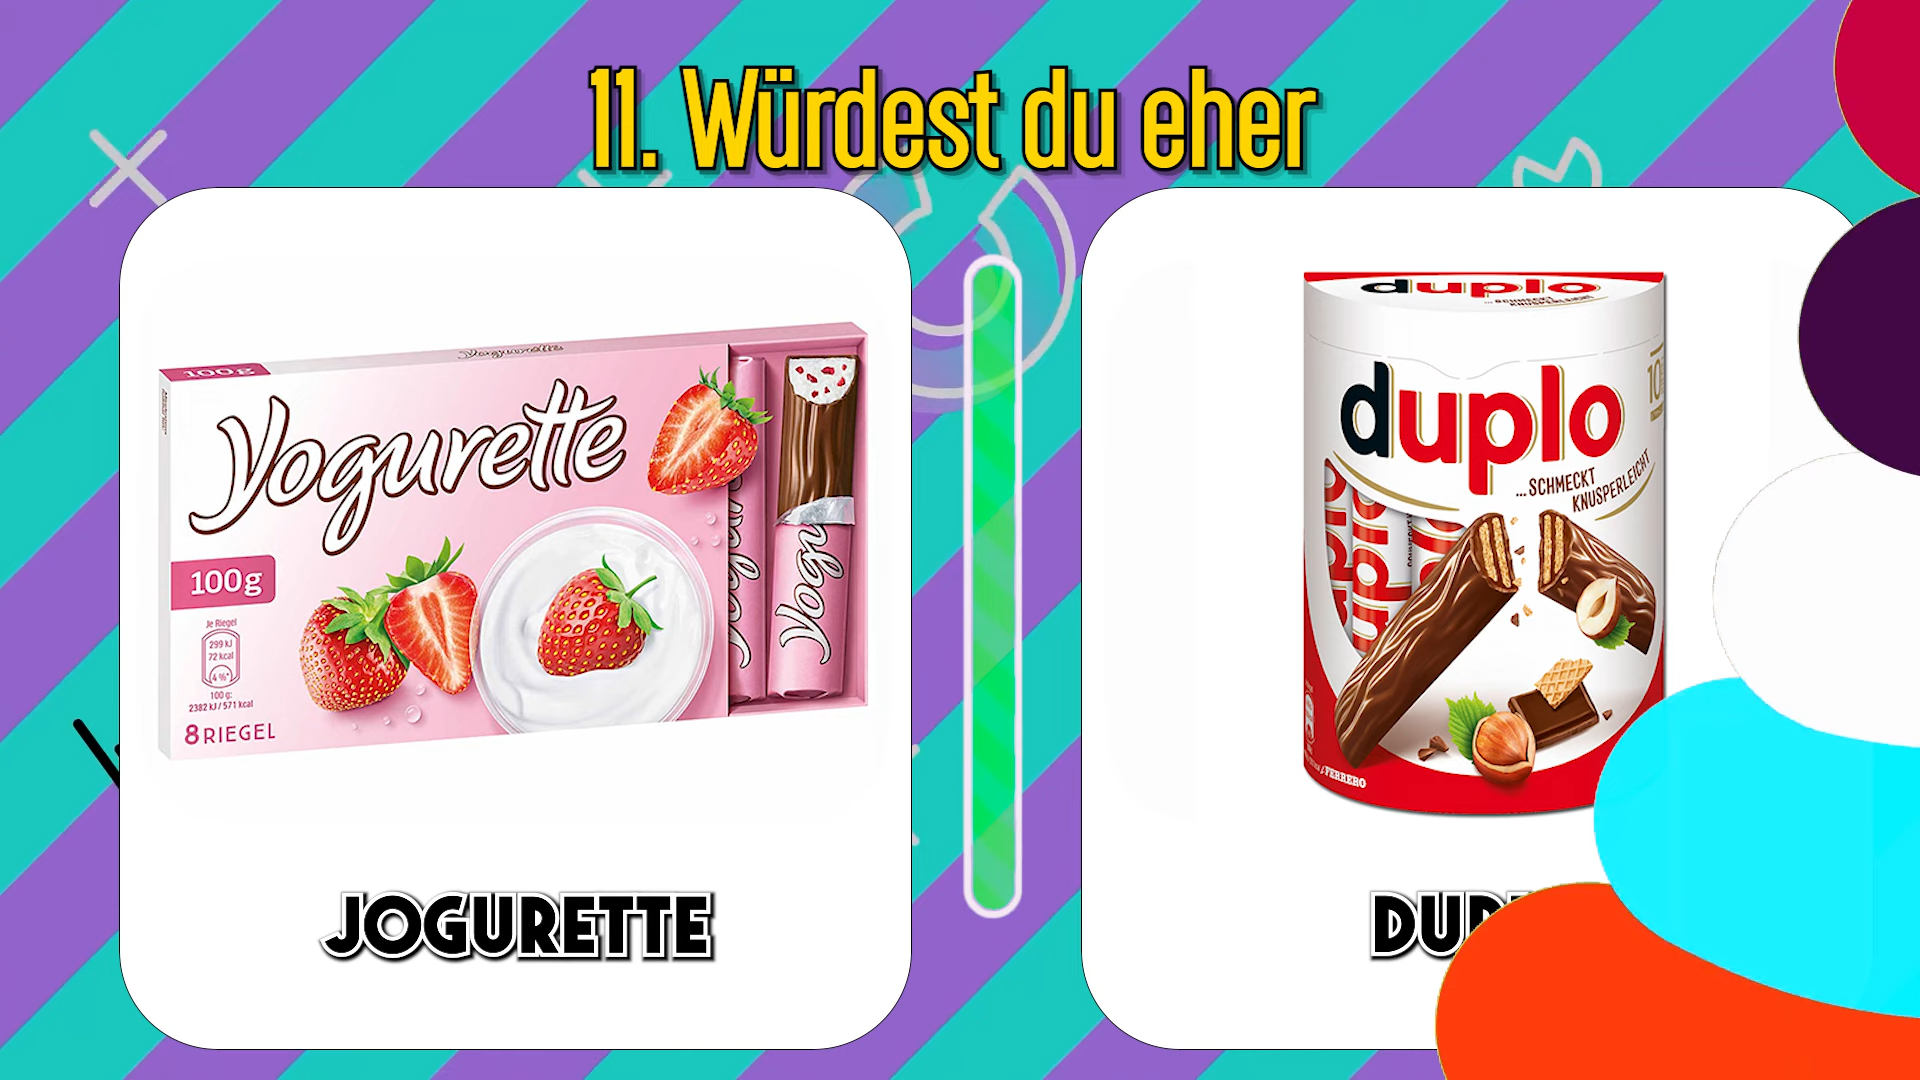 11. Würdest du eher
Yogurette
100g
Yogurette
100g
Je Riegel
299 kJ
72 kcal
4 %*
100 g:
2382 kJ / 571 kcal
8 RIEGEL
Yogu
JOGURETTE
duplo
duplo
...SCHMECKT
KNUSPERLEICHT
10
FERRERO
DUP